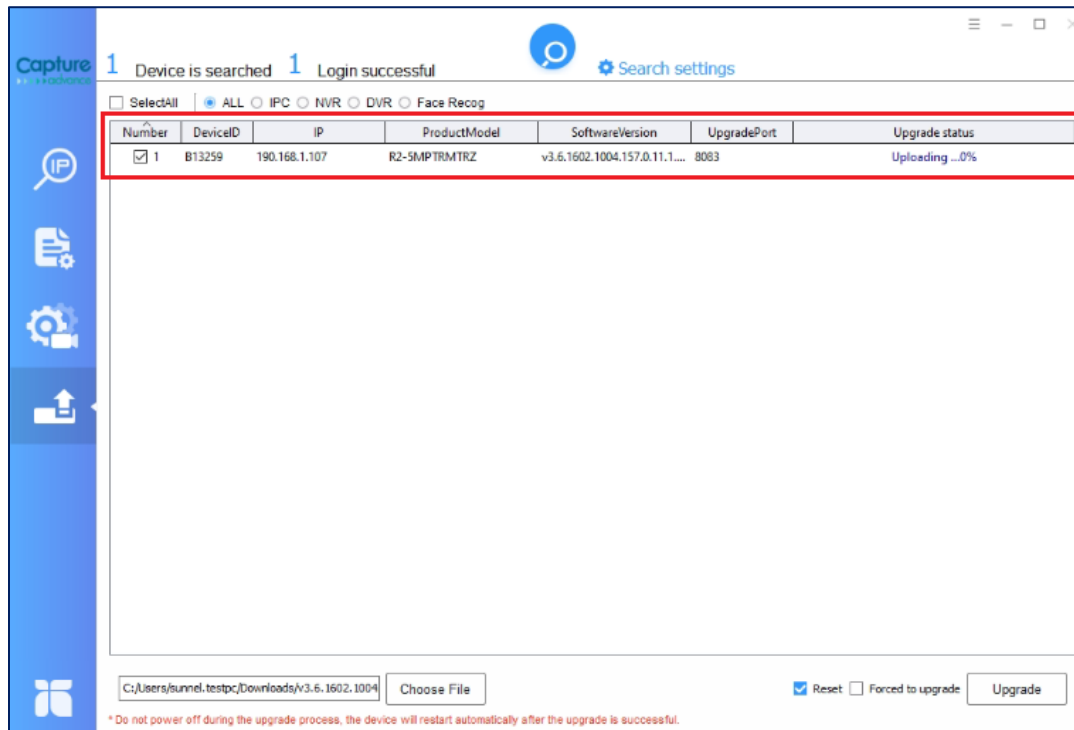 Capture
advance
1 Device is searched 1 Login successful Search settings
SelectAll ALL IPC NVR DVR Face Recog
Number DeviceID IP ProductModel SoftwareVersion UpgradePort Upgrade status
1 B13259 190.168.1.107 R2-5MPTRMTRZ v3.6.1602.1004.157.0.11.1.... 8083 Uploading ...0%
IP
C:/Users/sunnel.testpc/Downloads/v3.6.1602.1004 Choose File Reset Forced to upgrade Upgrade
* Do not power off during the upgrade process, the device will restart automatically after the upgrade is successful.